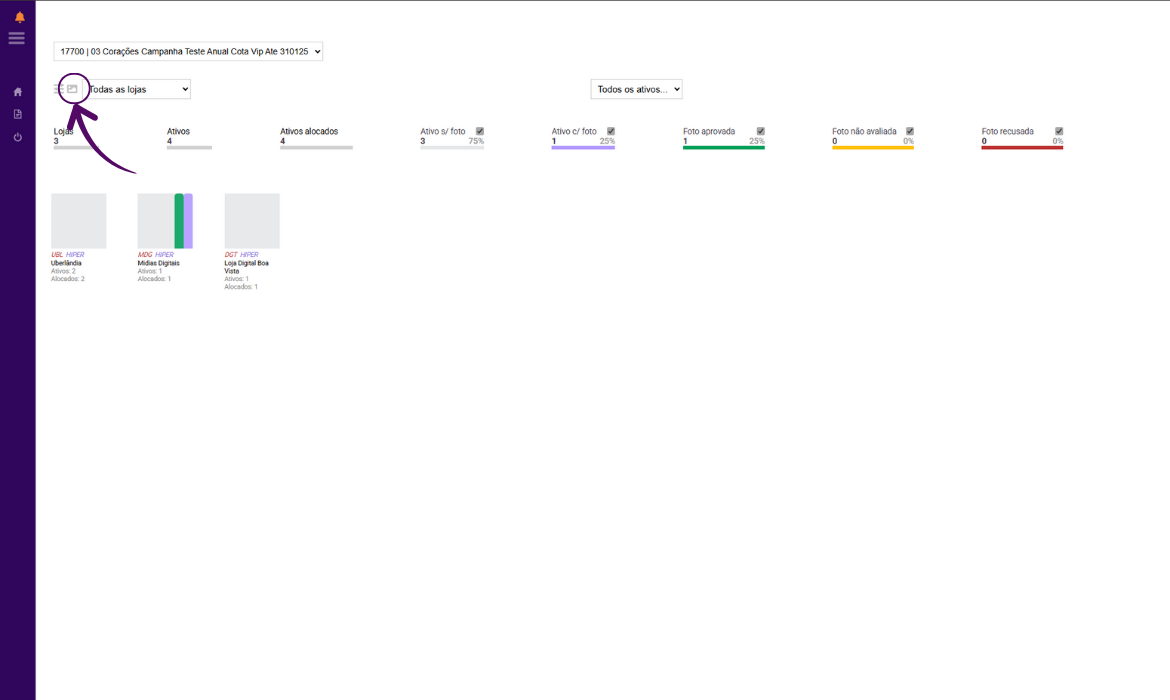 17700 | 03 Corações Campanha Teste Anual Cota Vip Ate 310125
Todas as lojas
Todos os ativos...
Lojas
3
Ativos
4
Ativos alocados
4
Ativo s/ foto
3 75%
Ativo c/ foto
1 25%
Foto aprovada
1 25%
Foto não avaliada
0 0%
Foto recusada
0 0%
UBL HIPER
Uberlândia
Ativos: 2
Alocados: 2
MDG HIPER
Mídias Digitais
Ativos: 1
Alocados: 1
DGT HIPER
Loja Digital Boa
Vista
Ativos: 1
Alocados: 1